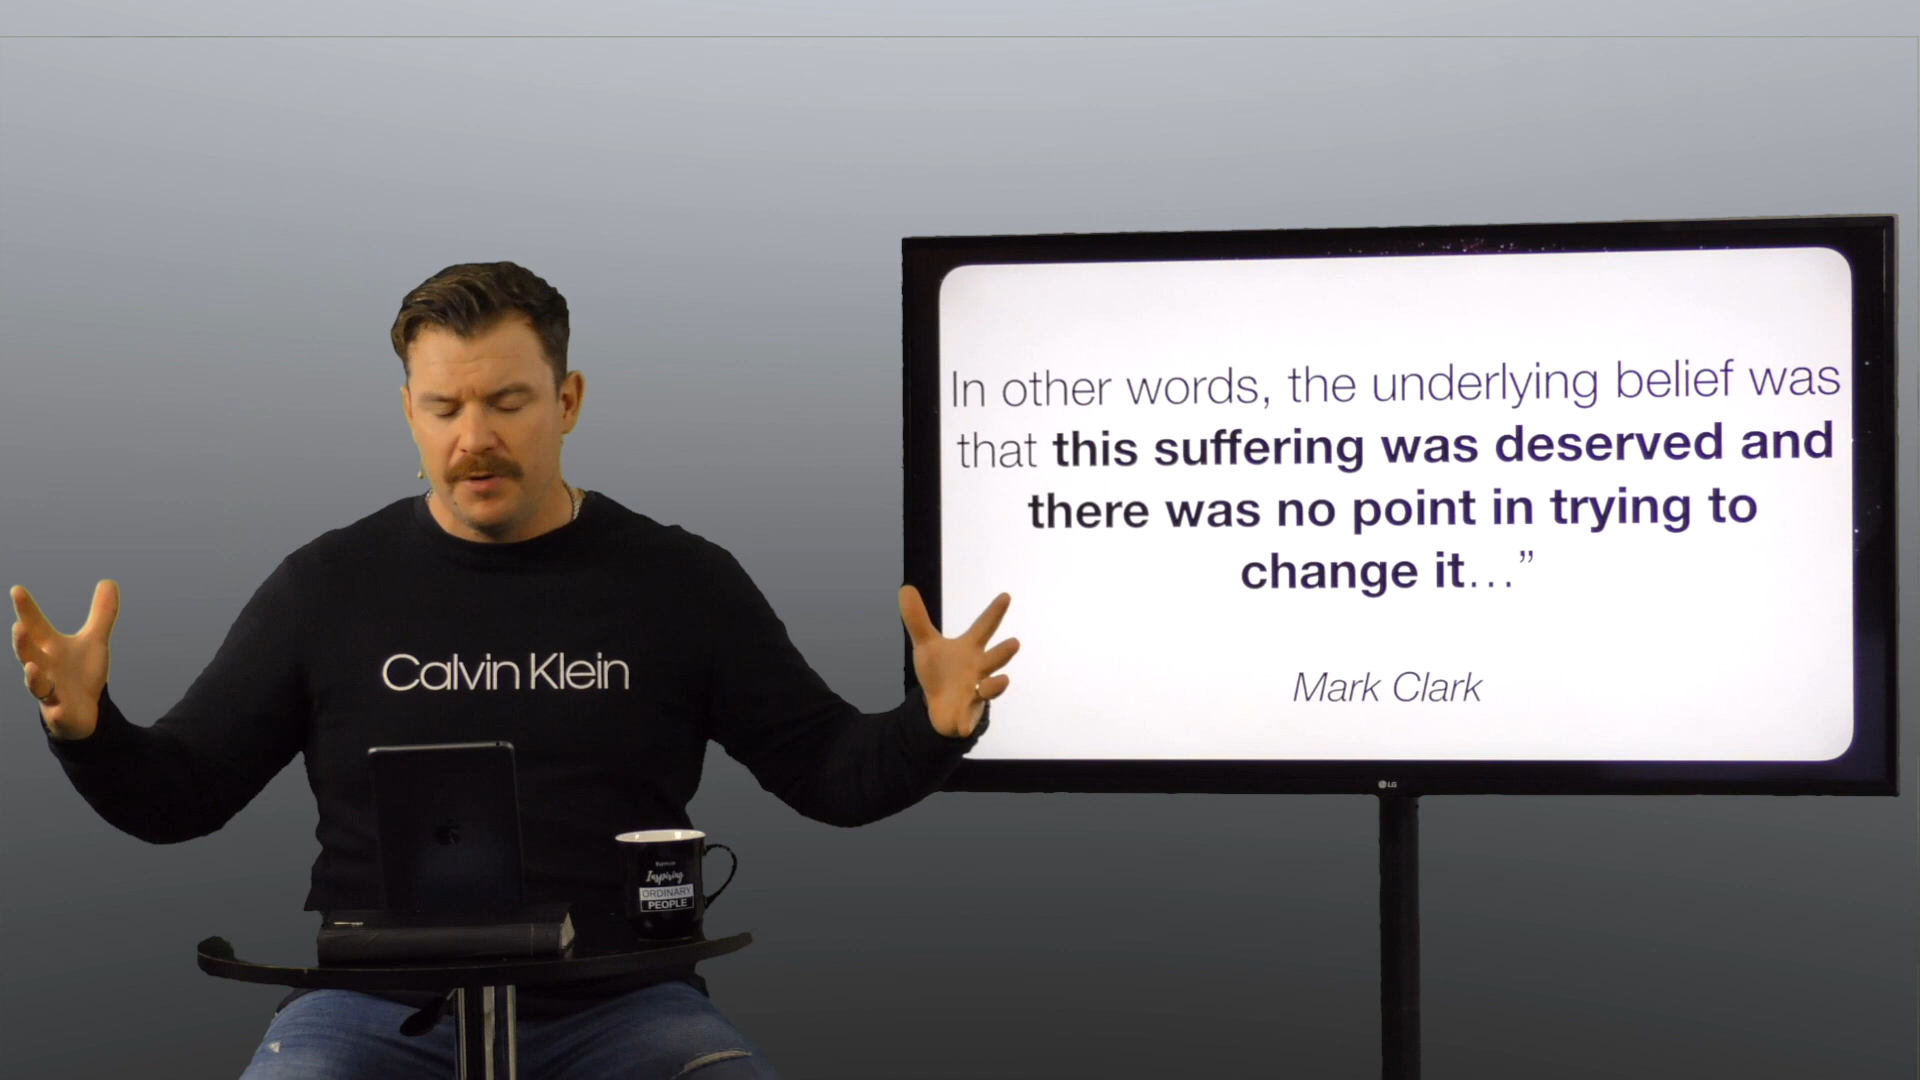 In other words, the underlying belief was
that this suffering was deserved and
there was no point in trying to
change it…”
Mark Clark
LG
Calvin Klein
Inspiring
ORDINARY
PEOPLE